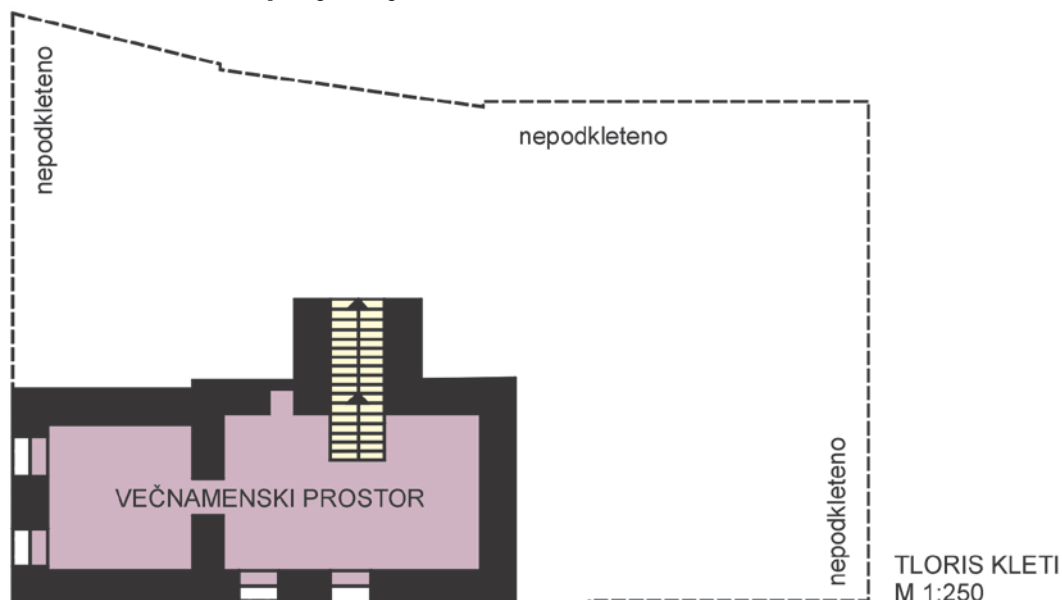 nepodkleteno
nepodkleteno
VEČNAMENSKI PROSTOR
nepodkleteno
TLORIS KLETI
M 1:250